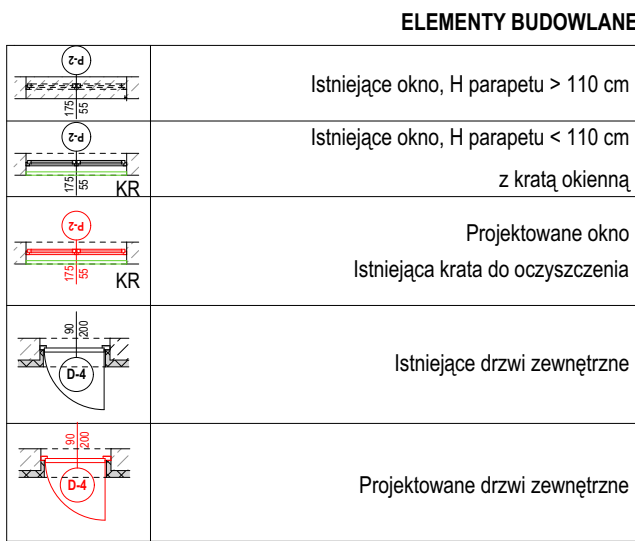 ELEMENTY BUDOWLANE
P-2
175
55
Istniejące okno, H parapetu > 110 cm
P-2
175
55
KR
Istniejące okno, H parapetu < 110 cm
z kratą okienną
P-2
175
55
KR
Projektowane okno
Istniejąca krata do oczyszczenia
90
200
D-4
Istniejące drzwi zewnętrzne
90
200
D-4
Projektowane drzwi zewnętrzne